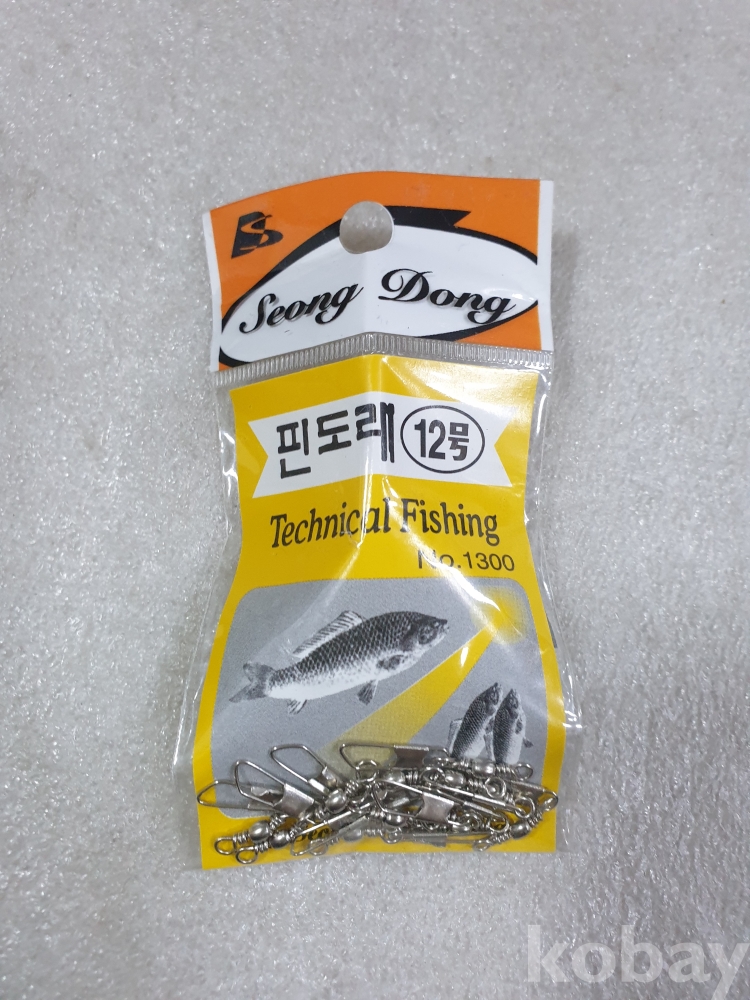 Seong Dong
핀도래 12号
Technical Fishing
No.1300
kobay